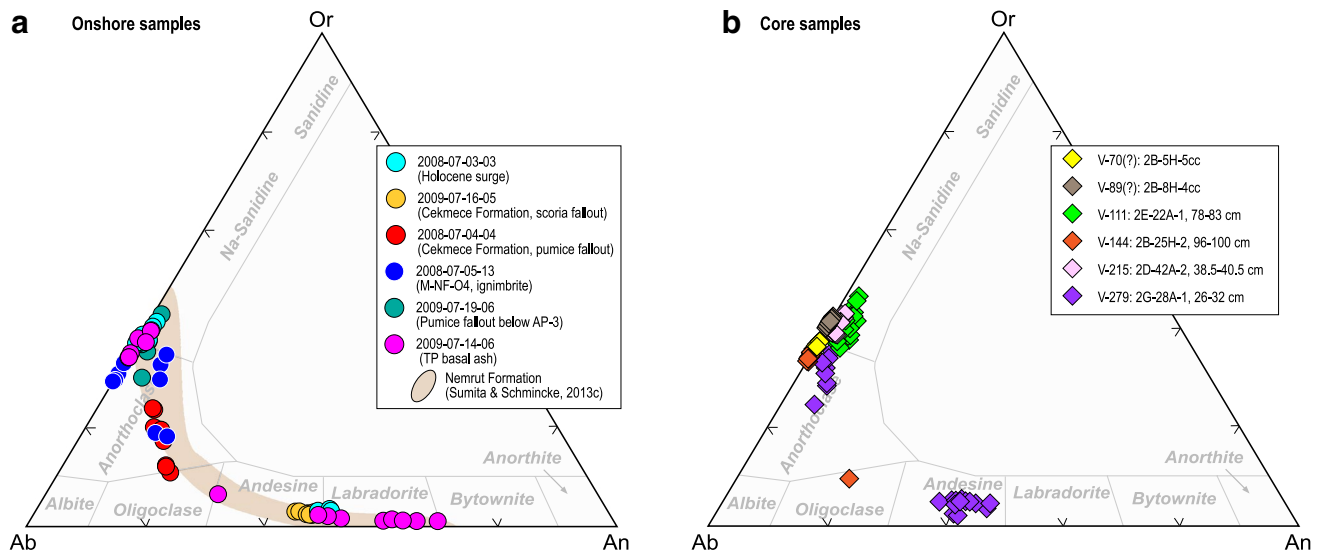 a
Onshore samples
Or
Sanidine
Na-Sanidine
Anorthoclase
Albite
Oligoclase
Andesine
Labradorite
Bytownite
Anorthite
Ab
An
2008-07-03-03
(Holocene surge)
2009-07-16-05
(Cekmece Formation, scoria fallout)
2008-07-04-04
(Cekmece Formation, pumice fallout)
2008-07-05-13
(M-NF-O4, ignimbrite)
2009-07-19-06
(Pumice fallout below AP-3)
2009-07-14-06
(TP basal ash)
Nemrut Formation
(Sumita & Schmincke, 2013c)
b
Core samples
Or
Sanidine
Na-Sanidine
Anorthoclase
Albite
Oligoclase
Andesine
Labradorite
Bytownite
Anorthite
Ab
An
V-70(?): 2B-5H-5cc
V-89(?): 2B-8H-4cc
V-111: 2E-22A-1, 78-83 cm
V-144: 2B-25H-2, 96-100 cm
V-215: 2D-42A-2, 38.5-40.5 cm
V-279: 2G-28A-1, 26-32 cm